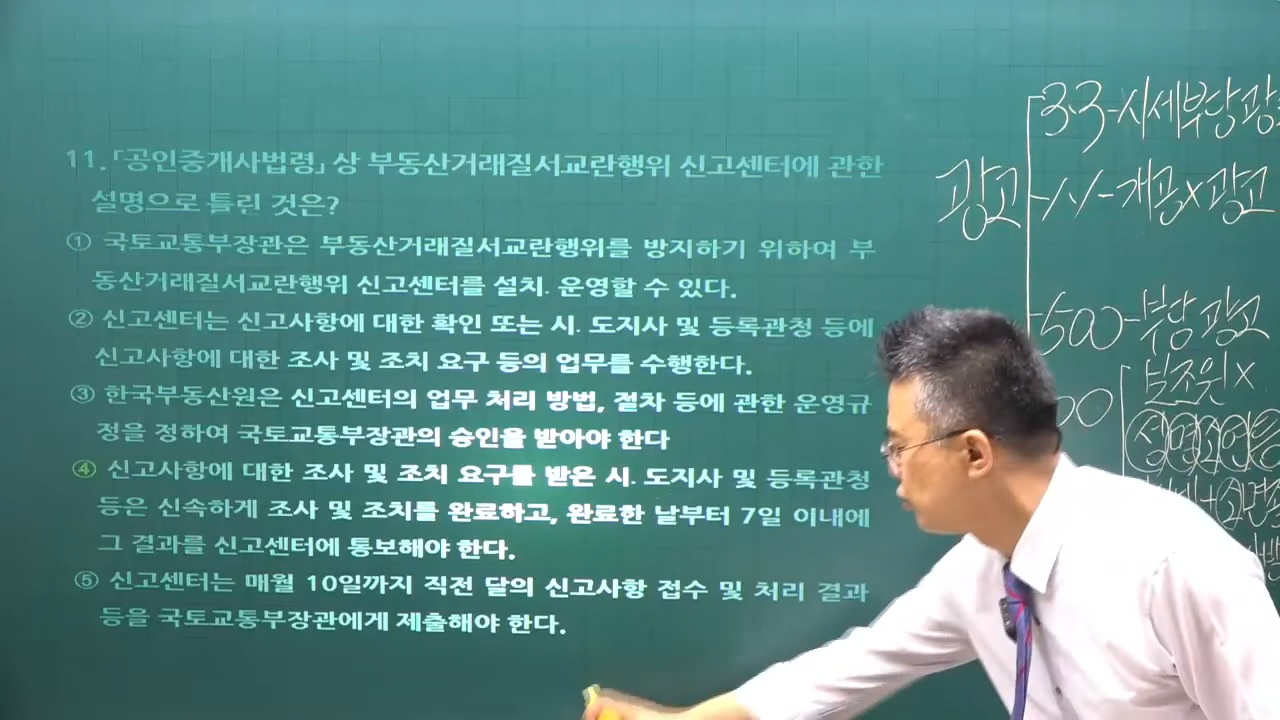 11. 「공인중개사법령」 상 부동산거래질서교란행위 신고센터에 관한
설명으로 틀린 것은?
① 국토교통부장관은 부동산거래질서교란행위를 방지하기 위하여 부
동산거래질서교란행위 신고센터를 설치. 운영할 수 있다.
② 신고센터는 신고사항에 대한 확인 또는 시. 도지사 및 등록관청 등에
신고사항에 대한 조사 및 조치 요구 등의 업무를 수행한다.
③ 한국부동산원은 신고센터의 업무 처리 방법, 절차 등에 관한 운영규
정을 정하여 국토교통부장관의 승인을 받아야 한다
④ 신고사항에 대한 조사 및 조치 요구를 받은 시. 도지사 및 등록관청
등은 신속하게 조사 및 조치를 완료하고, 완료한 날부터 7일 이내에
그 결과를 신고센터에 통보해야 한다.
⑤ 신고센터는 매월 10일까지 직전 달의 신고사항 접수 및 처리 결과
등을 국토교통부장관에게 제출해야 한다.
3·3-시세부당광
광고 -1/1-개공x광고
500-부당광고
보조원x